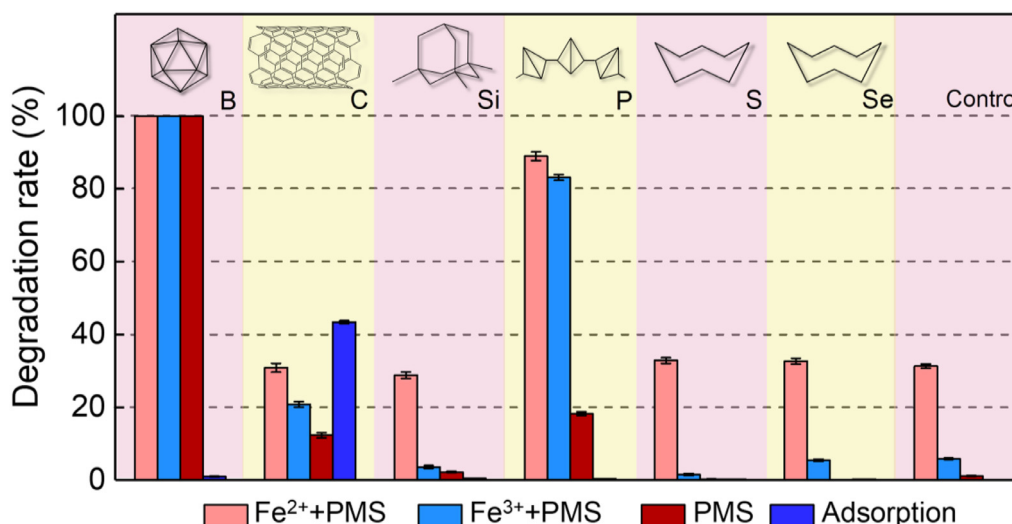 B C Si P S Se Contro
Degradation rate (%)
100
80
60
40
20
0
Fe²⁺+PMS Fe³⁺+PMS PMS Adsorption